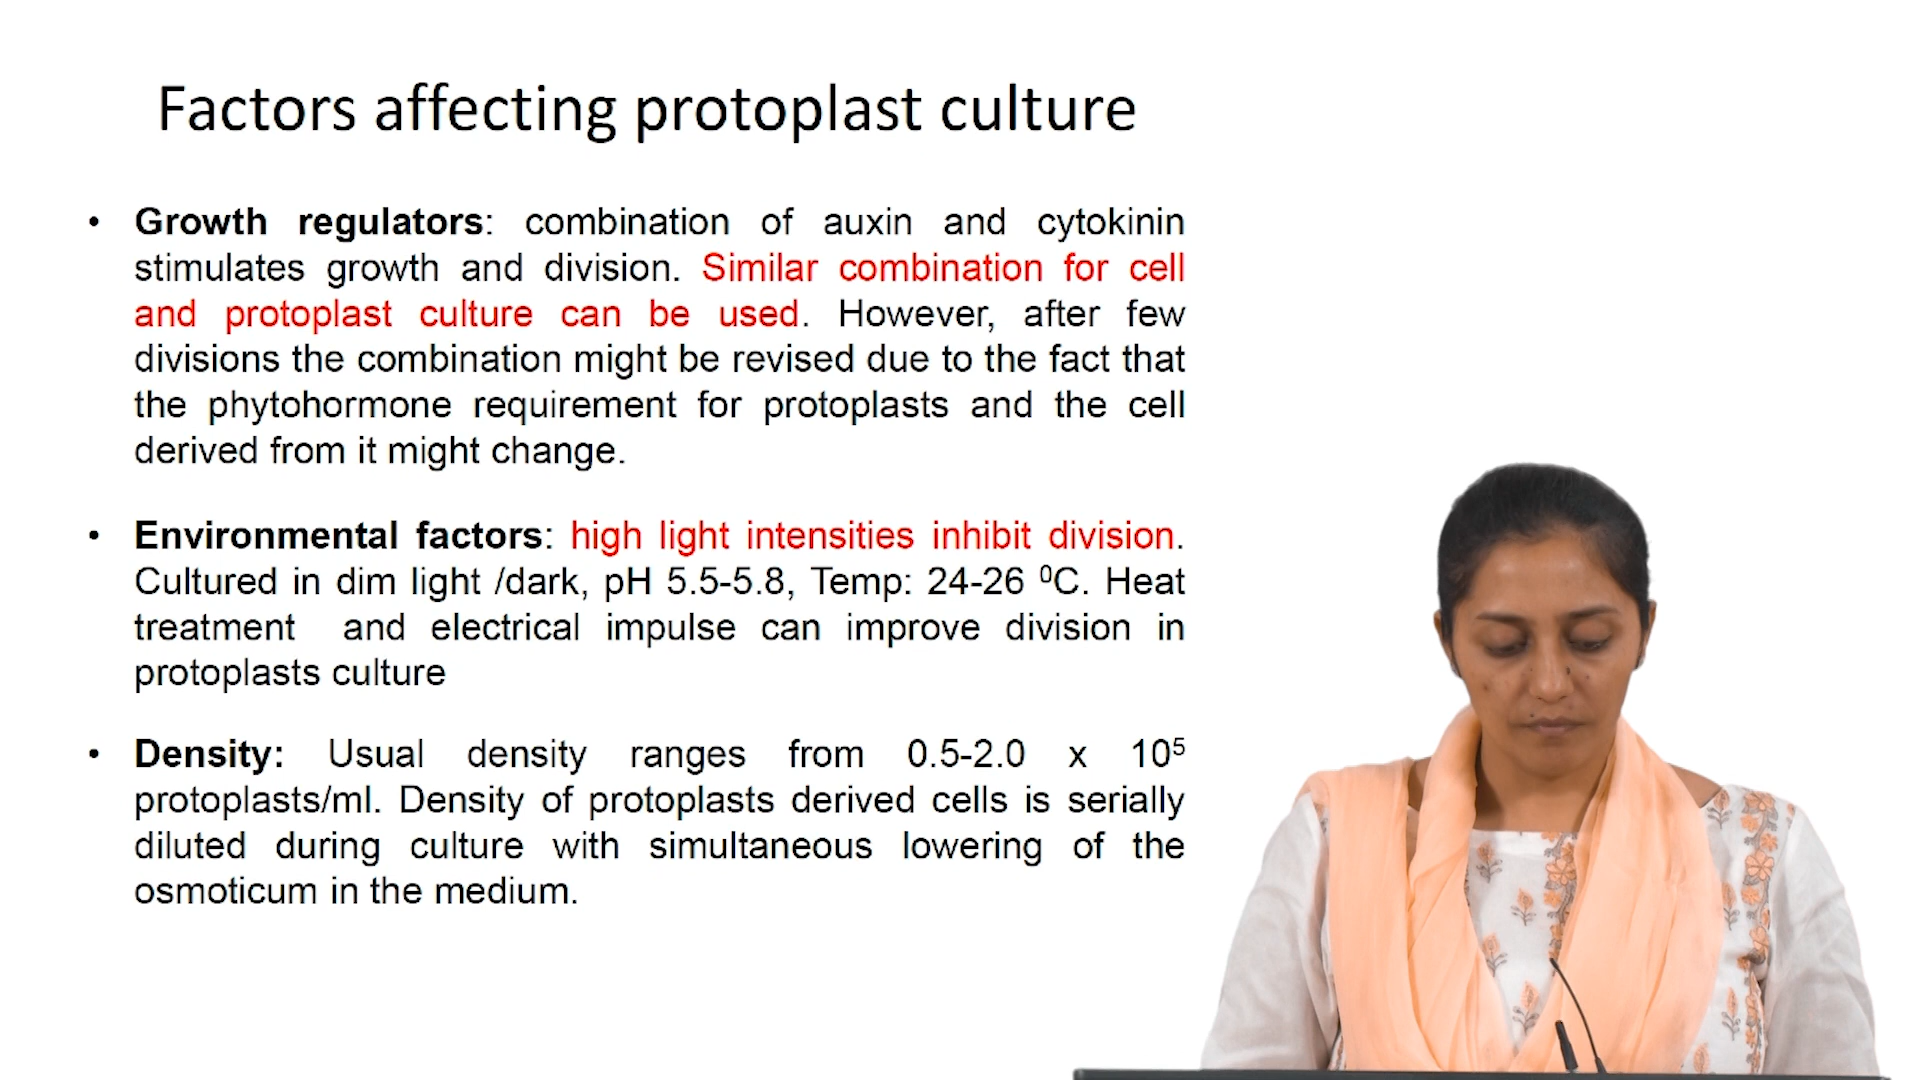 Factors affecting protoplast culture
• Growth regulators: combination of auxin and cytokinin
stimulates growth and division. Similar combination for cell
and protoplast culture can be used. However, after few
divisions the combination might be revised due to the fact that
the phytohormone requirement for protoplasts and the cell
derived from it might change.
• Environmental factors: high light intensities inhibit division.
Cultured in dim light /dark, pH 5.5-5.8, Temp: 24-26 ⁰C. Heat
treatment and electrical impulse can improve division in
protoplasts culture
• Density: Usual density ranges from 0.5-2.0 x 10⁵
protoplasts/ml. Density of protoplasts derived cells is serially
diluted during culture with simultaneous lowering of the
osmoticum in the medium.